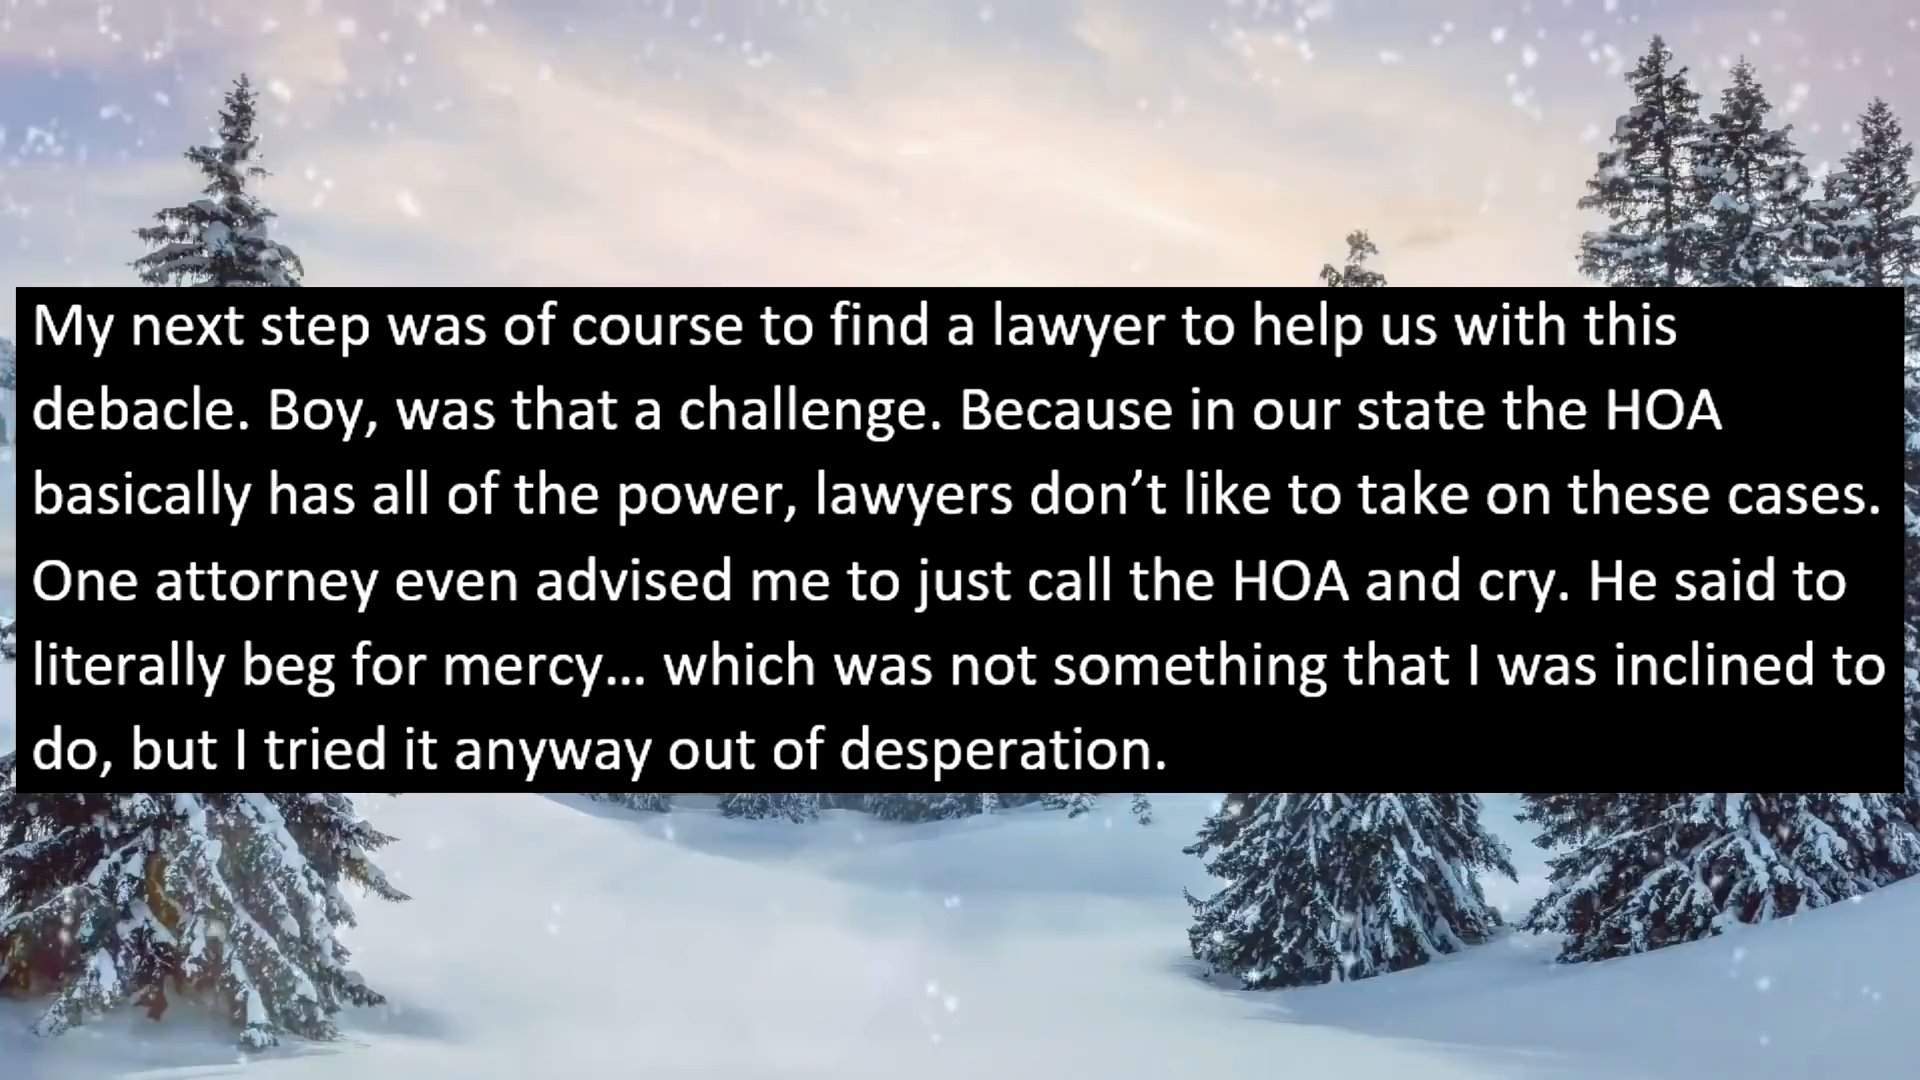 My next step was of course to find a lawyer to help us with this
debacle. Boy, was that a challenge. Because in our state the HOA
basically has all of the power, lawyers don’t like to take on these cases.
One attorney even advised me to just call the HOA and cry. He said to
literally beg for mercy… which was not something that I was inclined to
do, but I tried it anyway out of desperation.